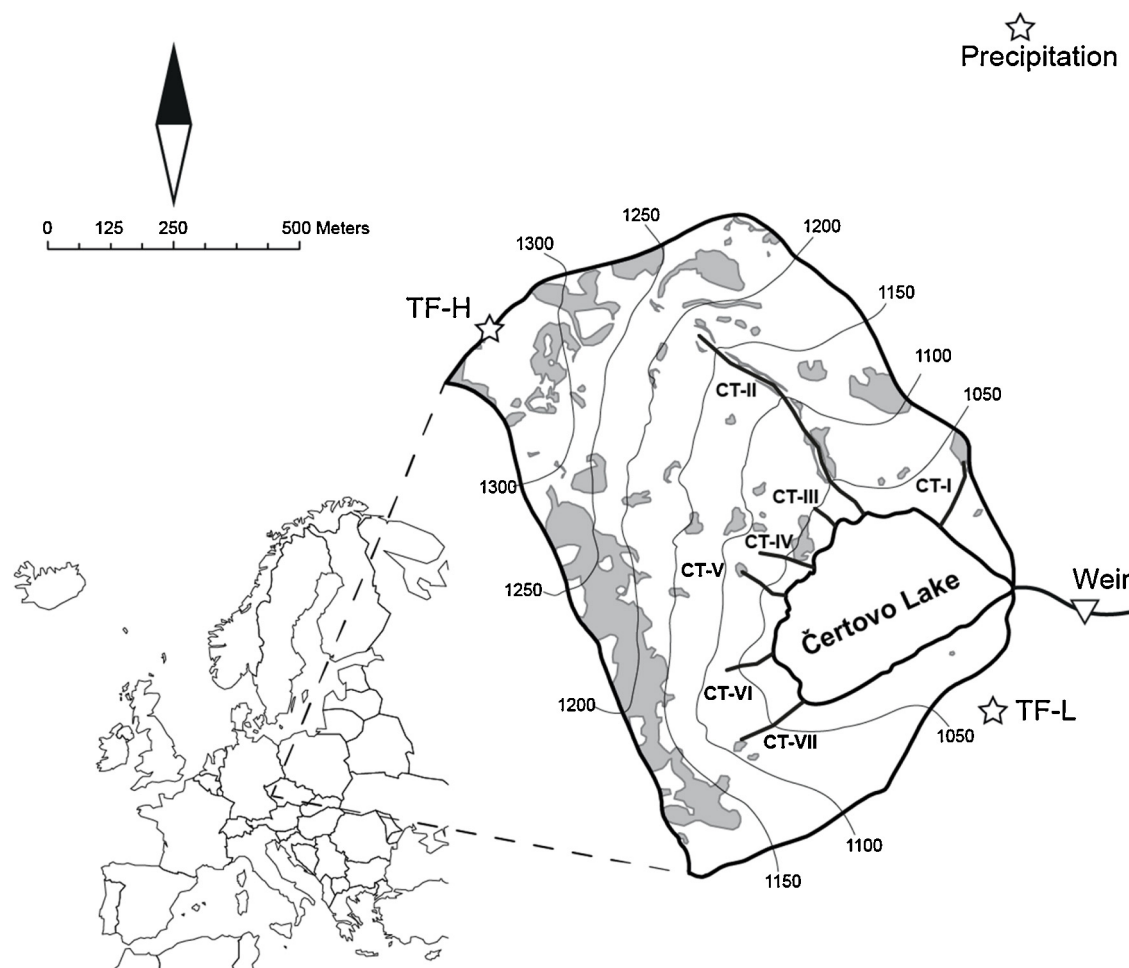 Precipitation
0 125 250 500 Meters
1200
1250
1300
1150
TF-H
1100
CT-II
1050
1300
CT-III
CT-I
CT-IV
CT-V
Weir
1250
Čertovo Lake
CT-VI
1200
TF-L
CT-VII
1050
1100
1150